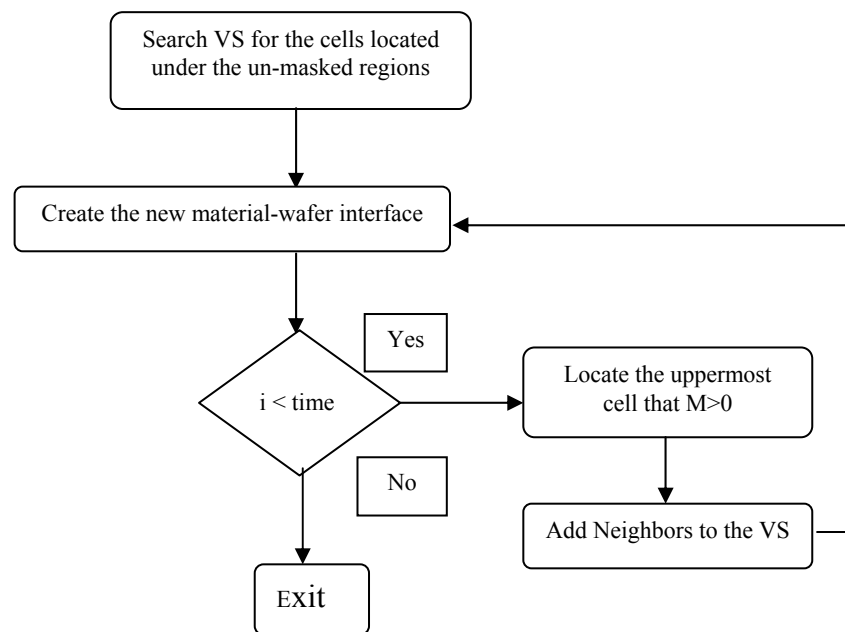 Search VS for the cells located
under the un-masked regions
Create the new material-wafer interface
Yes
i < time
Locate the uppermost
cell that M>0
No
Add Neighbors to the VS
Exit